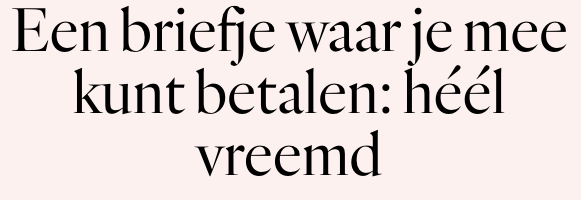 Een briefje waar je mee
kunt betalen: héél
vreemd